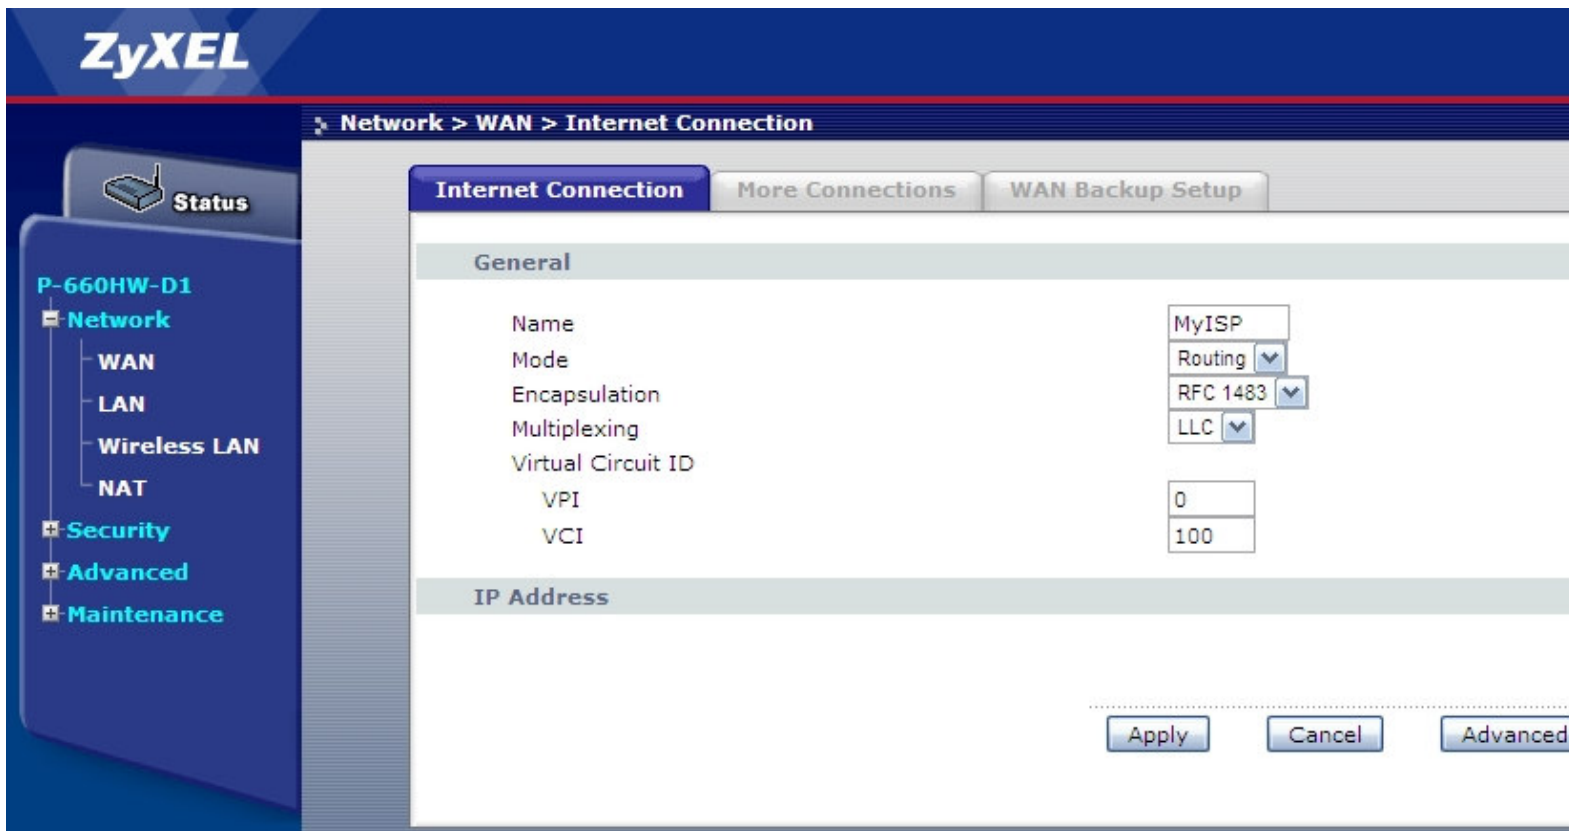 ZyXEL
Network > WAN > Internet Connection
Status
Internet Connection
More Connections
WAN Backup Setup
P-660HW-D1
Network
WAN
LAN
Wireless LAN
NAT
Security
Advanced
Maintenance
General
Name MyISP
Mode Routing
Encapsulation RFC 1483
Multiplexing LLC
Virtual Circuit ID
VPI 0
VCI 100
IP Address
Apply Cancel Advanced